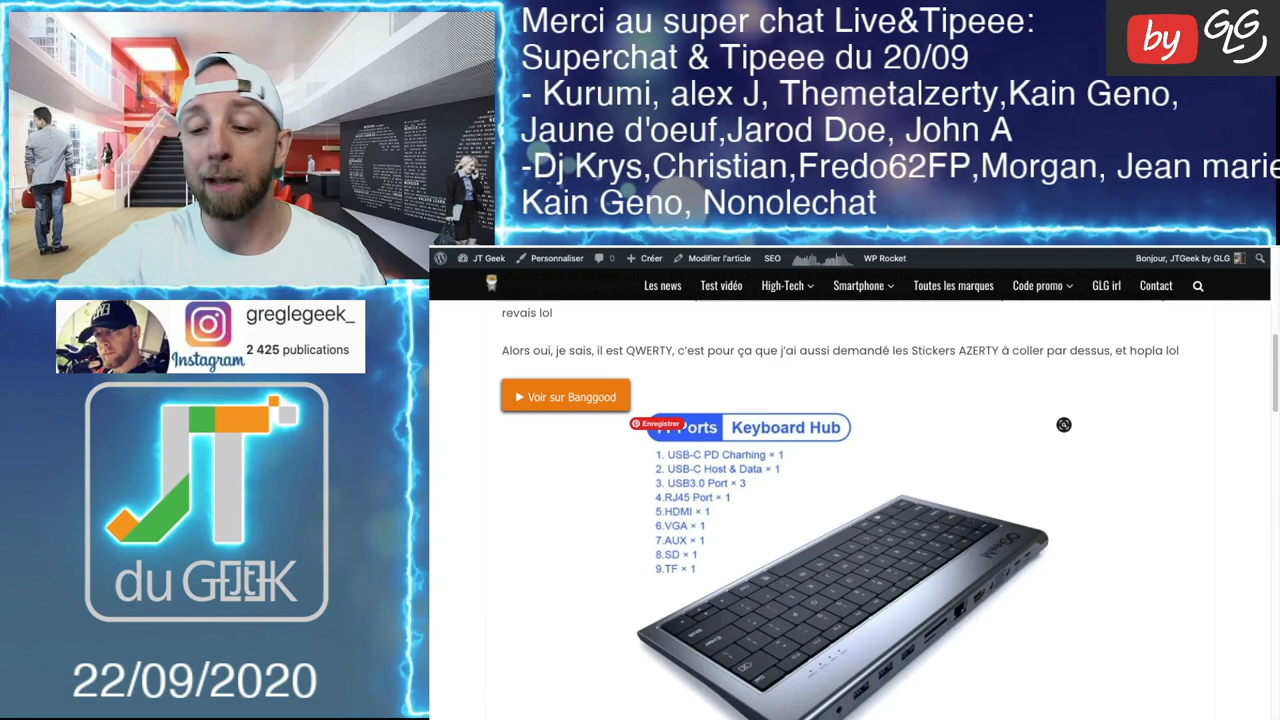 Merci au super chat Live&Tipeee:
Superchat & Tipeee du 20/09
- Kurumi, alex J, Themetalzerty,Kain Geno,
Jaune d'oeuf,Jarod Doe, John A
-Dj Krys,Christian,Fredo62FP,Morgan, Jean marie
Kain Geno, Nonolechat
by GLG
greglegeek_
2 425 publications
Instagram
JT
du GEEK
22/09/2020
JT Geek Personnaliser 0 Créer Modifier l'article SEO WP Rocket Bonjour, JTGeek by GLG
Les news Test vidéo High-Tech Smartphone Toutes les marques Code promo GLG irl Contact
revais lol
Alors oui, je sais, il est QWERTY, c'est pour ça que j'ai aussi demandé les Stickers AZERTY à coller par dessus, et hopla lol
Voir sur Banggood
Enregistrer
Ports Keyboard Hub
1. USB-C PD Charhing × 1
2. USB-C Host & Data × 1
3. USB3.0 Port × 3
4.RJ45 Port × 1
5.HDMI × 1
6.VGA × 1
7.AUX × 1
8.SD × 1
9.TF × 1
QGeeM